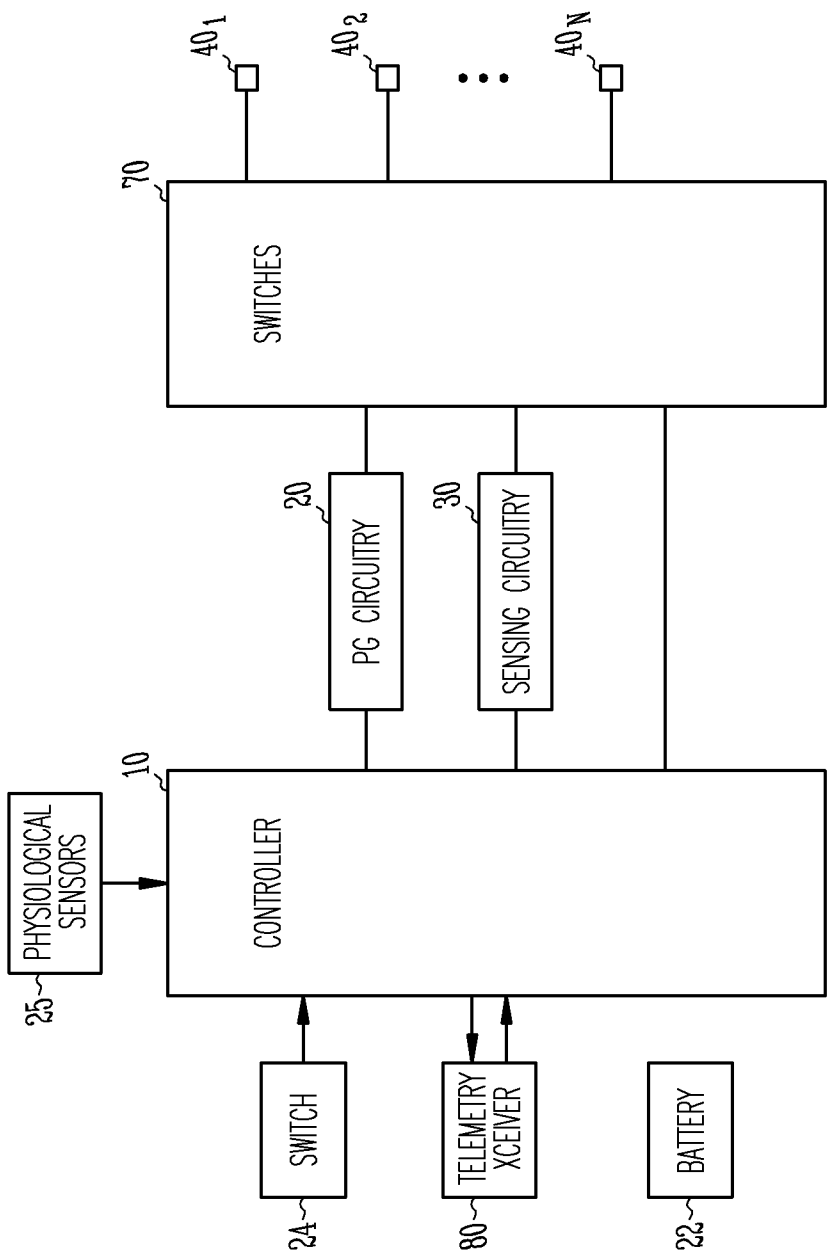 25
PHYSIOLOGICAL
SENSORS
24
SWITCH
80
TELEMETRY
XCEIVER
22
BATTERY
10
CONTROLLER
20
PG CIRCUITRY
30
SENSING CIRCUITRY
70
SWITCHES
40₁
40₂
40N